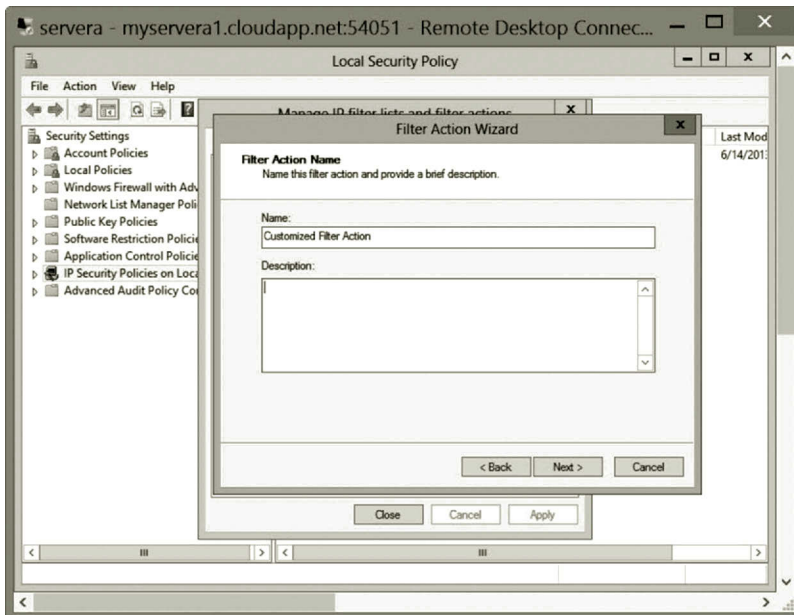 servera - myservera1.cloudapp.net:54051 - Remote Desktop Connec...
Local Security Policy
File Action View Help
Manage IP filter lists and filter actions
Filter Action Wizard
Security Settings
Account Policies
Local Policies
Windows Firewall with Adv
Network List Manager Poli
Public Key Policies
Software Restriction Policie
Application Control Policie
IP Security Policies on Loca
Advanced Audit Policy Co
Last Mod
6/14/201
Filter Action Name
Name this filter action and provide a brief description.
Name:
Customized Filter Action
Description:
< Back Next > Cancel
Close Cancel Apply